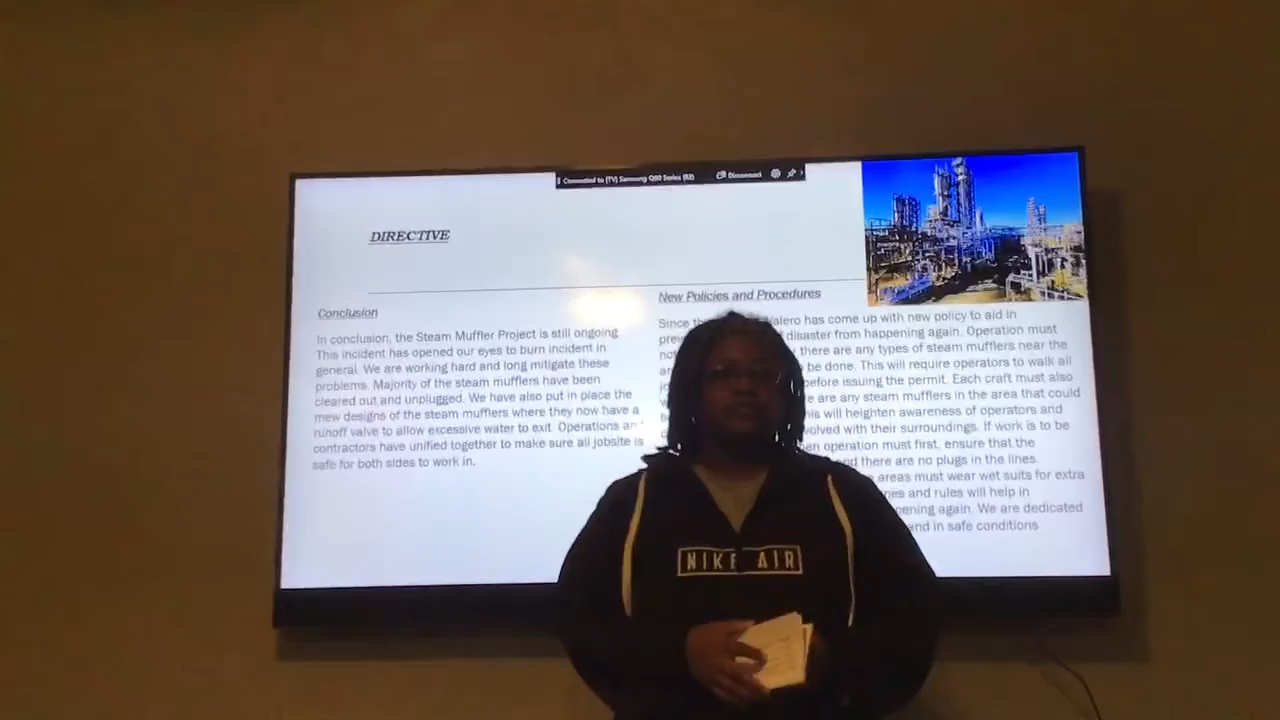 Connected to [TV] Samsung Q60 Series (82)
Disconnect
DIRECTIVE
Conclusion
In conclusion, the Steam Muffler Project is still ongoing
This incident has opened our eyes to burn incident in
general. We are working hard and long mitigate these
problems. Majority of the steam mufflers have been
cleared out and unplugged. We have also put in place the
mew designs of the steam mufflers where they now have a
runoff valve to allow excessive water to exit. Operations and
contractors have unified together to make sure all jobsite is
safe for both sides to work in.
New Policies and Procedures
Since Valero has come up with new policy to aid in
disaster from happening again. Operation must
there are any types of steam mufflers near the
be done. This will require operators to walk all
before issuing the permit. Each craft must also
are any steam mufflers in the area that could
will heighten awareness of operators and
with their surroundings. If work is to be
operation must first, ensure that the
and there are no plugs in the lines.
areas must wear wet suits for extra
and rules will help in
again. We are dedicated
and in safe conditions
NIKE AIR